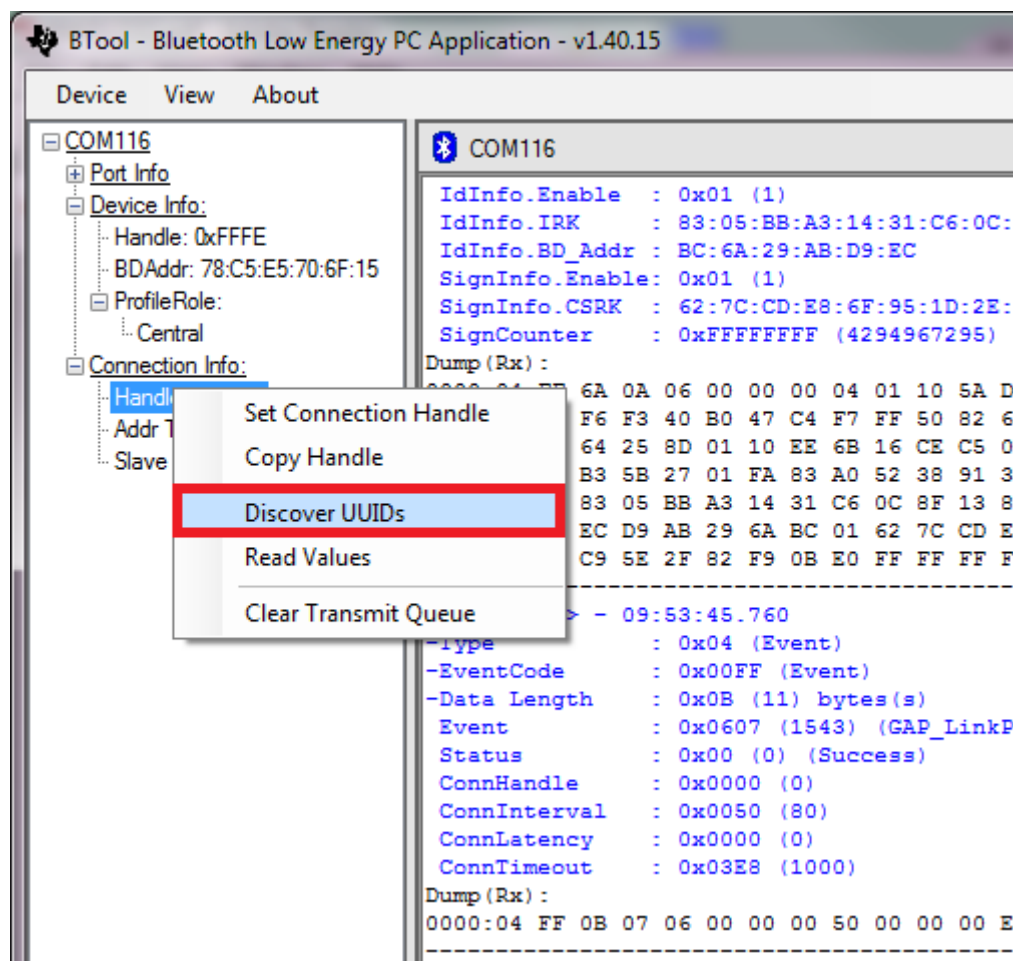 BTool - Bluetooth Low Energy PC Application - v1.40.15
Device View About
COM116
Port Info
Device Info:
Handle: 0xFFFE
BDAddr: 78:C5:E5:70:6F:15
ProfileRole:
Central
Connection Info:
Handl
Addr T
Slave
Set Connection Handle
Copy Handle
Discover UUIDs
Read Values
Clear Transmit Queue
COM116
IdInfo.Enable : 0x01 (1)
IdInfo.IRK : 83:05:BB:A3:14:31:C6:0C:
IdInfo.BD_Addr : BC:6A:29:AB:D9:EC
SignInfo.Enable: 0x01 (1)
SignInfo.CSRK : 62:7C:CD:E8:6F:95:1D:2E:
SignCounter : 0xFFFFFFFF (4294967295)
Dump(Rx):
6A 0A 06 00 00 00 04 01 10 5A D
F6 F3 40 B0 47 C4 F7 FF 50 82 6
64 25 8D 01 10 EE 6B 16 CE C5 0
B3 5B 27 01 FA 83 A0 52 38 91 3
83 05 BB A3 14 31 C6 0C 8F 13 8
EC D9 AB 29 6A BC 01 62 7C CD E
C9 5E 2F 82 F9 0B E0 FF FF FF F
------------------------------------------
> - 09:53:45.760
-Type : 0x04 (Event)
-EventCode : 0x00FF (Event)
-Data Length : 0x0B (11) bytes(s)
Event : 0x0607 (1543) (GAP_LinkP
Status : 0x00 (0) (Success)
ConnHandle : 0x0000 (0)
ConnInterval : 0x0050 (80)
ConnLatency : 0x0000 (0)
ConnTimeout : 0x03E8 (1000)
Dump(Rx):
0000:04 FF 0B 07 06 00 00 00 50 00 00 00 E
------------------------------------------